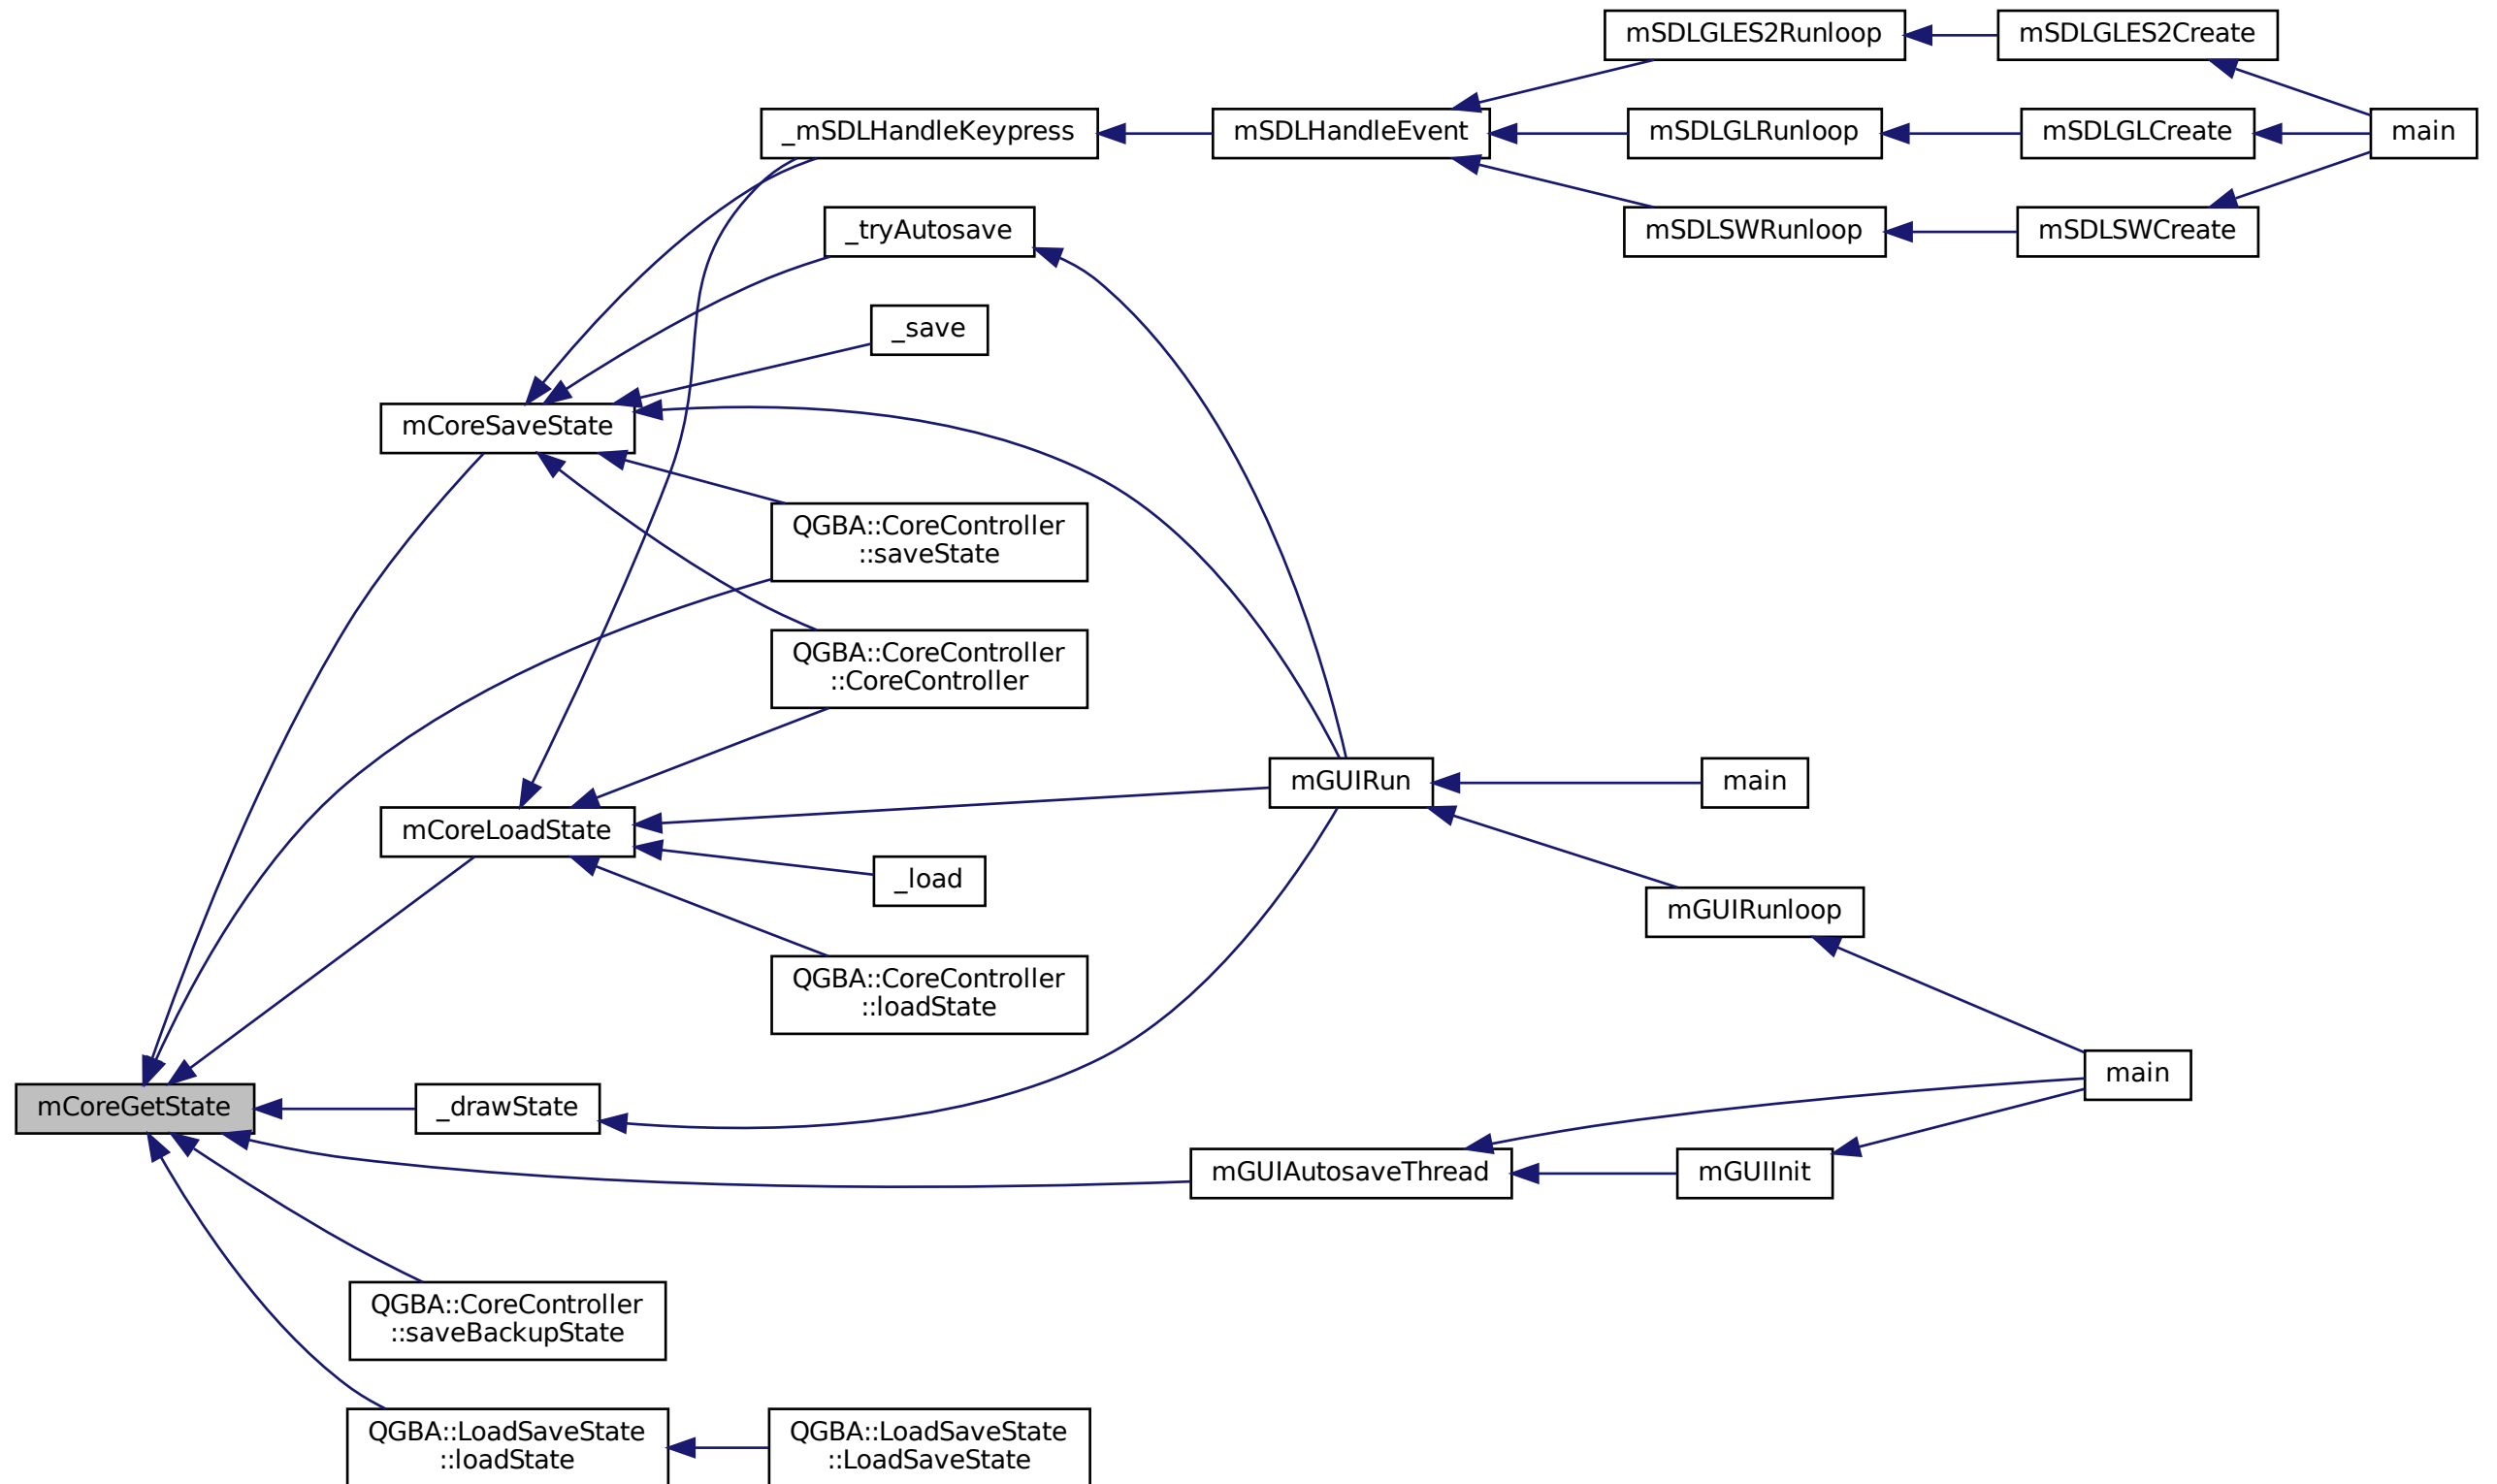 mSDLGLES2Runloop
mSDLGLES2Create
_mSDLHandleKeypress
mSDLHandleEvent
mSDLGLRunloop
mSDLGLCreate
main
_tryAutosave
mSDLSWRunloop
mSDLSWCreate
_save
mCoreSaveState
QGBA::CoreController
::saveState
QGBA::CoreController
::CoreController
mGUIRun
main
mCoreLoadState
_load
mGUIRunloop
QGBA::CoreController
::loadState
main
mCoreGetState
_drawState
mGUIAutosaveThread
mGUIInit
QGBA::CoreController
::saveBackupState
QGBA::LoadSaveState
::loadState
QGBA::LoadSaveState
::LoadSaveState